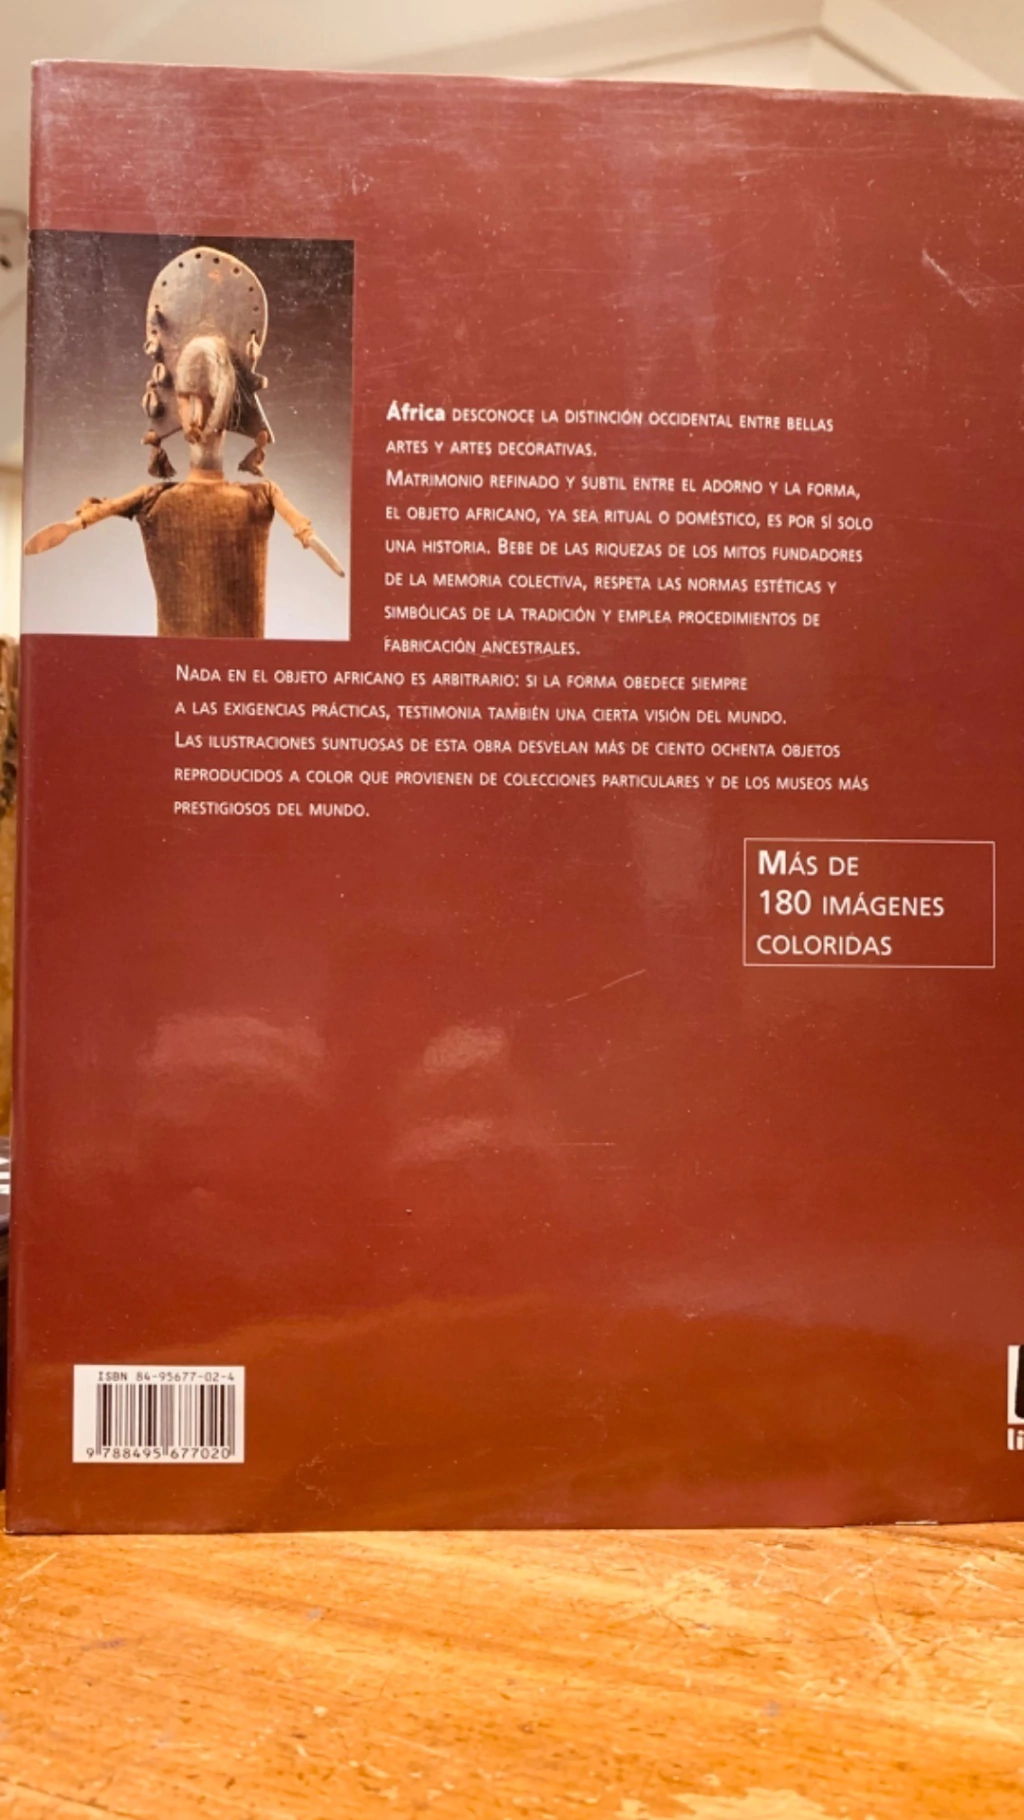 África DESCONOCE LA DISTINCIÓN OCCIDENTAL ENTRE BELLAS
ARTES Y ARTES DECORATIVAS.
MATRIMONIO REFINADO Y SUBTIL ENTRE EL ADORNO Y LA FORMA,
EL OBJETO AFRICANO, YA SEA RITUAL O DOMÉSTICO, ES POR SÍ SOLO
UNA HISTORIA. BEBE DE LAS RIQUEZAS DE LOS MITOS FUNDADORES
DE LA MEMORIA COLECTIVA, RESPETA LAS NORMAS ESTÉTICAS Y
SIMBÓLICAS DE LA TRADICIÓN Y EMPLEA PROCEDIMIENTOS DE
FABRICACIÓN ANCESTRALES.
NADA EN EL OBJETO AFRICANO ES ARBITRARIO: SI LA FORMA OBEDECE SIEMPRE
A LAS EXIGENCIAS PRÁCTICAS, TESTIMONIA TAMBIÉN UNA CIERTA VISIÓN DEL MUNDO.
LAS ILUSTRACIONES SUNTUOSAS DE ESTA OBRA DESVELAN MÁS DE CIENTO OCHENTA OBJETOS
REPRODUCIDOS A COLOR QUE PROVIENEN DE COLECCIONES PARTICULARES Y DE LOS MUSEOS MÁS
PRESTIGIOSOS DEL MUNDO.
MÁS DE
180 IMÁGENES
COLORIDAS
ISBN 84-95677-02-4
9 788495 677020